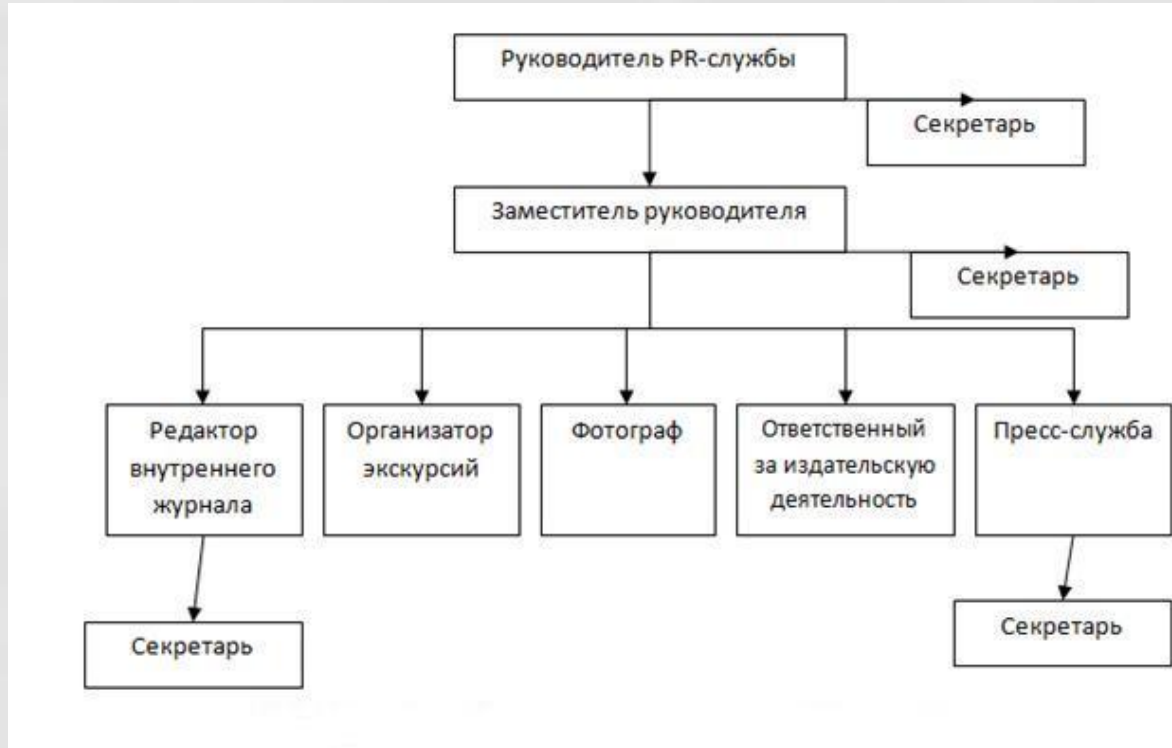 Руководитель PR-службы
Секретарь
Заместитель руководителя
Секретарь
Редактор
внутреннего
журнала
Организатор
экскурсий
Фотограф
Ответственный
за издательскую
деятельность
Пресс-служба
Секретарь
Секретарь